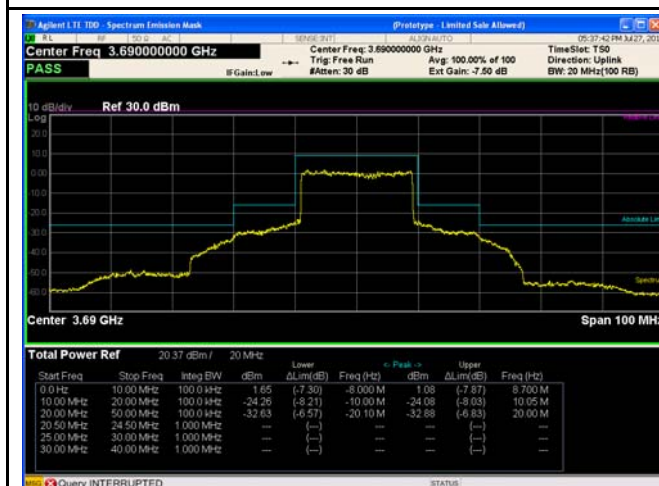 Agilent LTE TDD - Spectrum Emission Mask (Prototype - Limited Sale Allowed)
RL RF 50 Ω AC SENSE:INT ALIGN AUTO 05:37:42 PM Jul 27, 201
Center Freq 3.690000000 GHz Center Freq: 3.690000000 GHz TimeSlot: TS0
Trig: Free Run Avg: 100.00% of 100 Direction: Uplink
PASS IFGain:Low #Atten: 30 dB Ext Gain: -7.50 dB BW: 20 MHz(100 RB)
10 dB/div Ref 30.0 dBm
Log
20.0
10.0
0.00
-10.0
-20.0
Absolute Lim
-30.0
-40.0
-50.0
Spectru
-60.0
Center 3.69 GHz Span 100 MHz
Total Power Ref 20.37 dBm / 20 MHz
Lower <- Peak -> Upper
Start Freq Stop Freq Integ BW dBm ΔLim(dB) Freq (Hz) dBm ΔLim(dB) Freq (Hz)
0.0 Hz 10.00 MHz 100.0 kHz 1.65 (-7.30) -8.000 M 1.08 (-7.87) 8.700 M
10.00 MHz 20.00 MHz 100.0 kHz -24.26 (-8.21) -10.00 M -24.08 (-8.03) 10.05 M
20.00 MHz 50.00 MHz 100.0 kHz -32.63 (-6.57) -20.10 M -32.88 (-6.83) 20.00 M
20.50 MHz 24.50 MHz 1.000 MHz --- (---) --- (---)
25.00 MHz 30.00 MHz 1.000 MHz --- (---) --- (---)
30.00 MHz 40.00 MHz 1.000 MHz --- (---) --- (---)
MSG Query INTERRUPTED STATUS